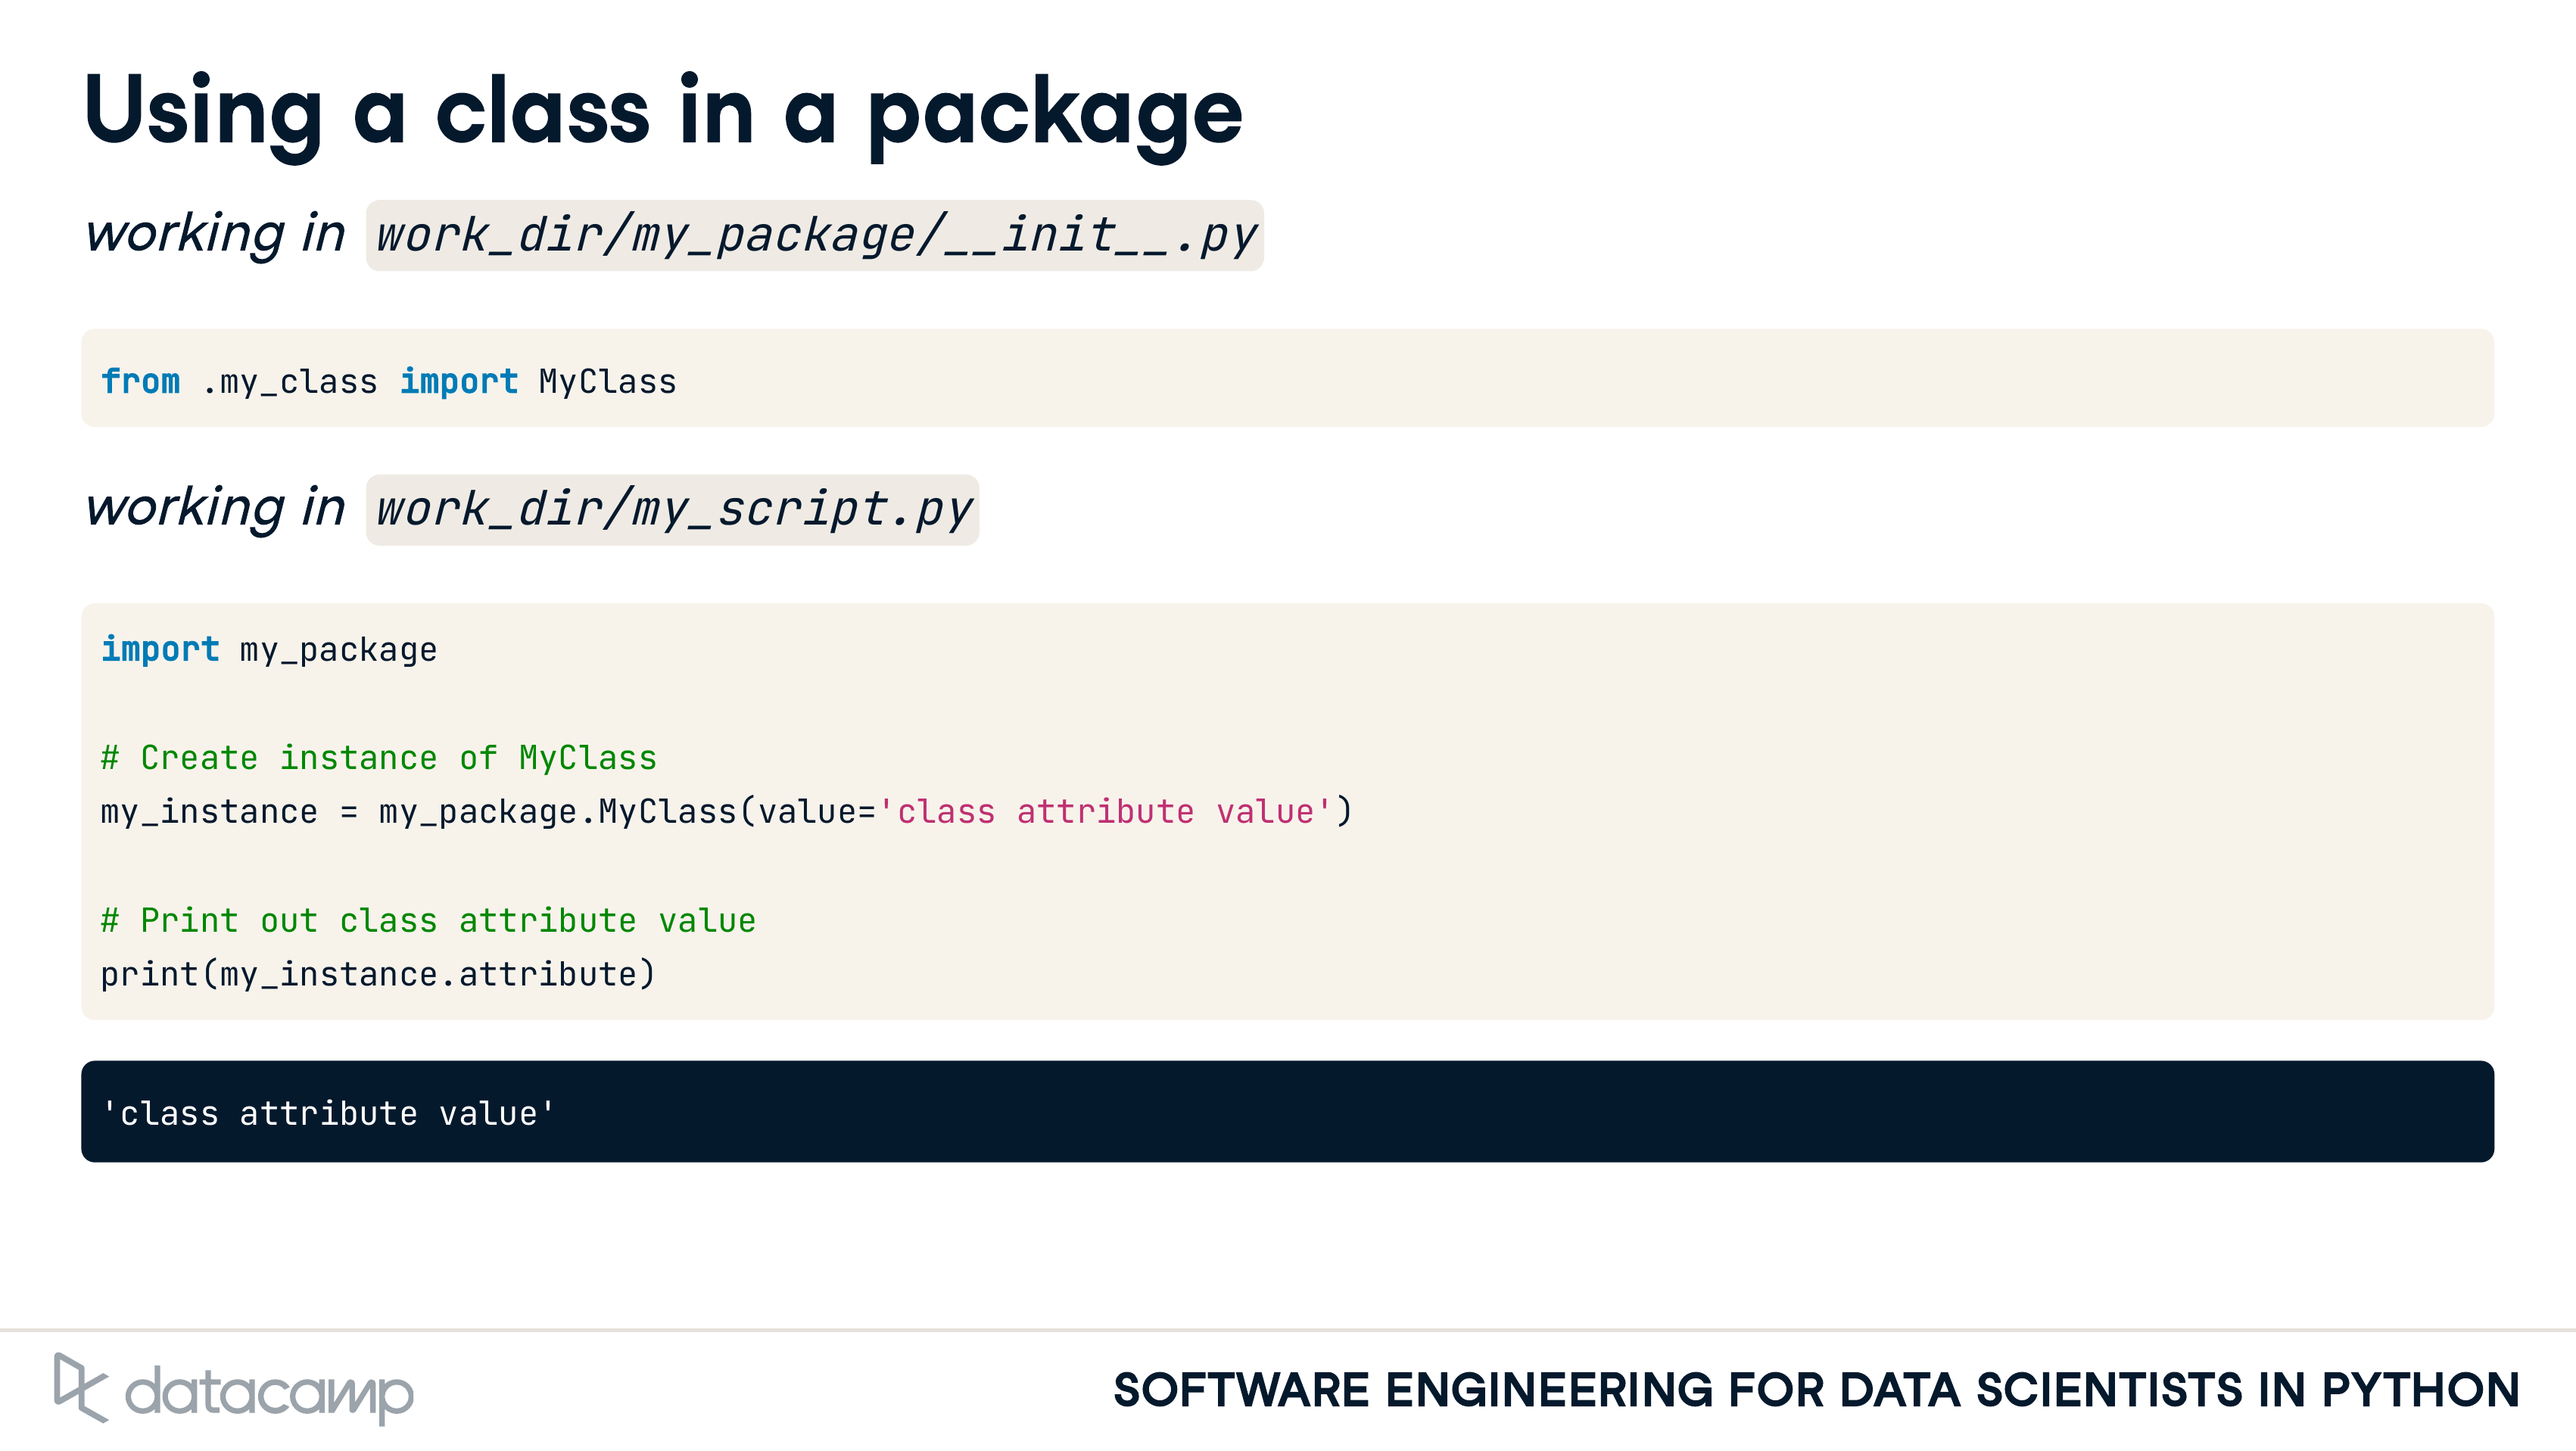 Using a class in a package
working in work_dir/my_package/__init__.py
from .my_class import MyClass
working in work_dir/my_script.py
import my_package
# Create instance of MyClass
my_instance = my_package.MyClass(value='class attribute value')
# Print out class attribute value
print(my_instance.attribute)
'class attribute value'
datacamp
SOFTWARE ENGINEERING FOR DATA SCIENTISTS IN PYTHON